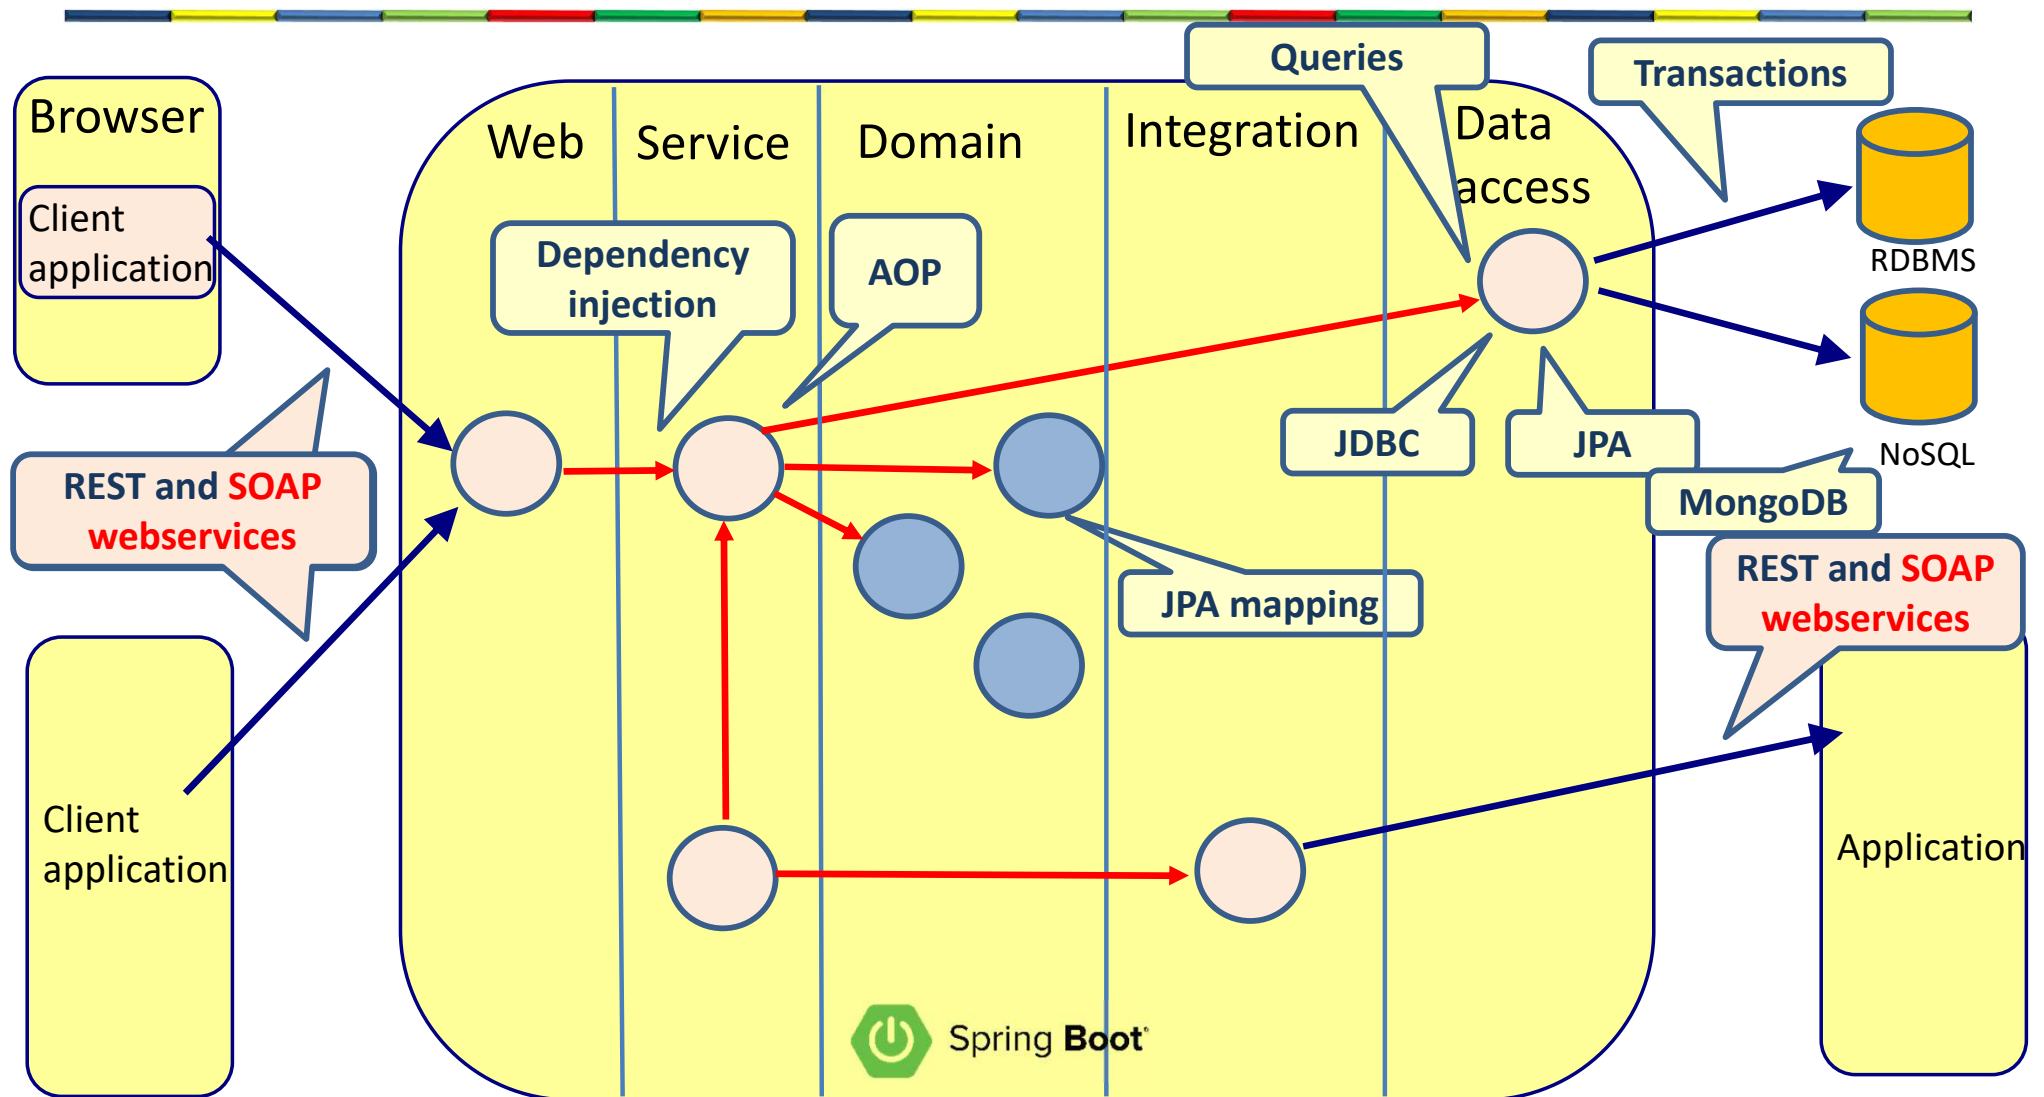 Queries
Transactions
Browser
Web
Service
Domain
Integration
Data
access
Client
application
Dependency
injection
AOP
RDBMS
JDBC
JPA
NoSQL
MongoDB
REST and SOAP
webservices
REST and SOAP
webservices
JPA mapping
Client
application
Application
Spring Boot